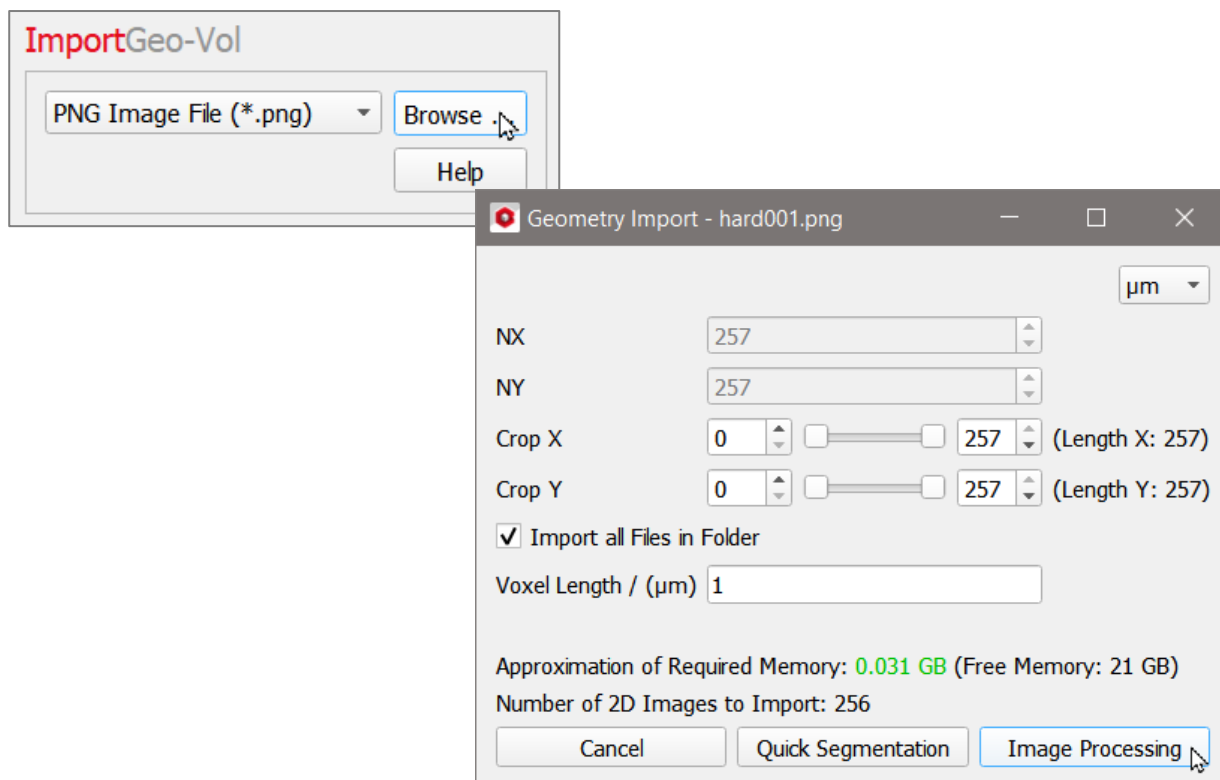 ImportGeo-Vol
PNG Image File (*.png) Browse ...
Help
Geometry Import - hard001.png
µm
NX 257
NY 257
Crop X 0 257 (Length X: 257)
Crop Y 0 257 (Length Y: 257)
Import all Files in Folder
Voxel Length / (µm) 1
Approximation of Required Memory: 0.031 GB (Free Memory: 21 GB)
Number of 2D Images to Import: 256
Cancel Quick Segmentation Image Processing